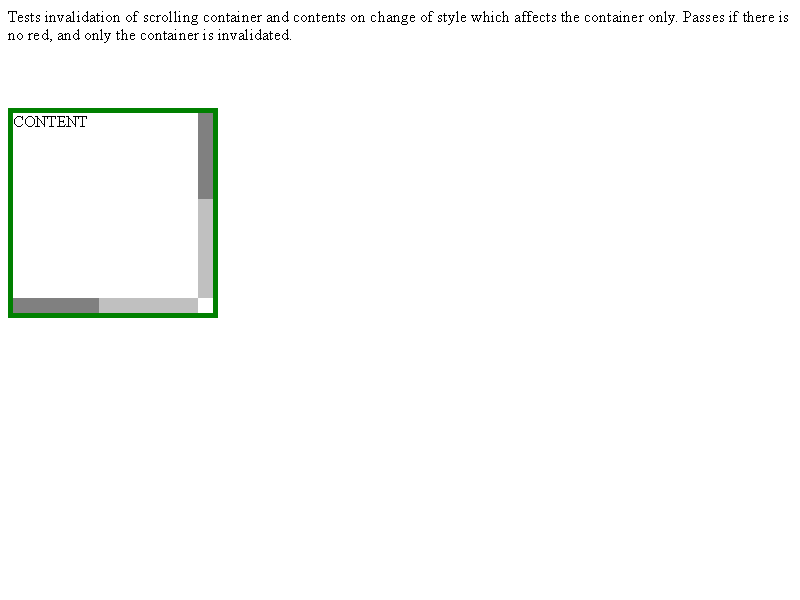 Tests invalidation of scrolling container and contents on change of style which affects the container only. Passes if there is
no red, and only the container is invalidated.
CONTENT